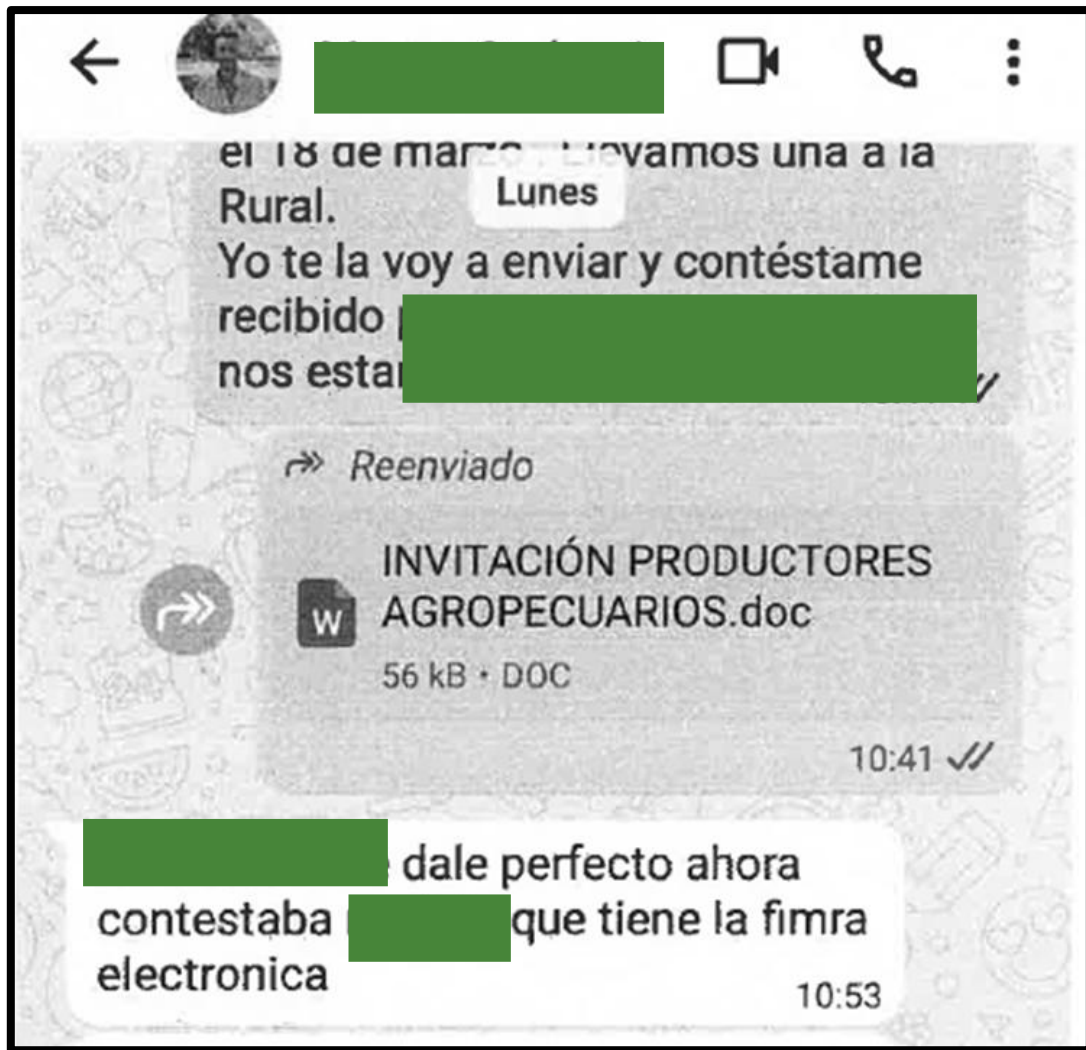 el 18 de marzo . Llevamos una a la
Lunes
Rural.
Yo te la voy a enviar y contéstame
recibido
nos
Reenviado
INVITACIÓN PRODUCTORES
W AGROPECUARIOS.doc
56 kB • DOC
10:41
dale perfecto ahora
contestaba que tiene la fimra
electronica
10:53